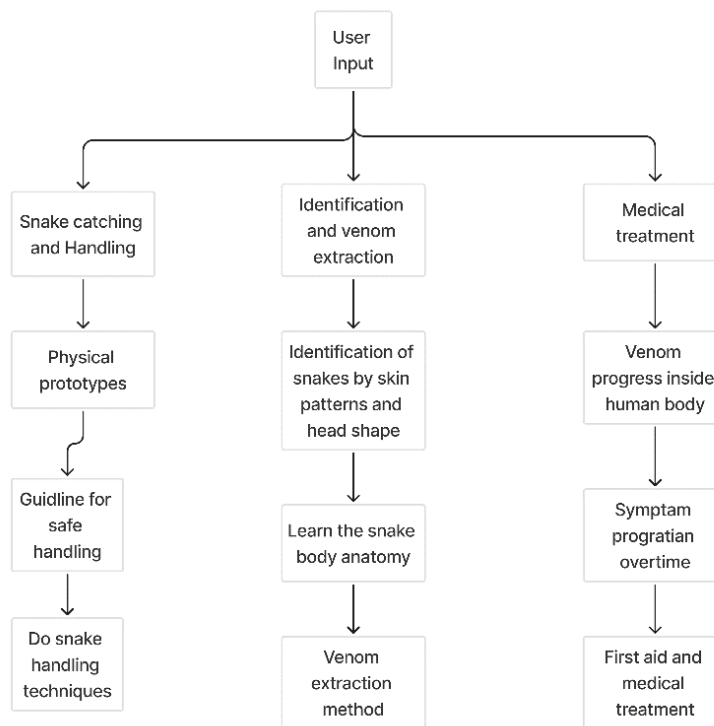 User
Input
Snake catching
and Handling
Identification
and venom
extraction
Medical
treatment
Physical
prototypes
Identification of
snakes by skin
patterns and
head shape
Venom
progress inside
human body
Guidline for
safe
handling
Learn the snake
body anatomy
Symptam
progratian
overtime
Do snake
handling
techniques
Venom
extraction
method
First aid and
medical
treatment